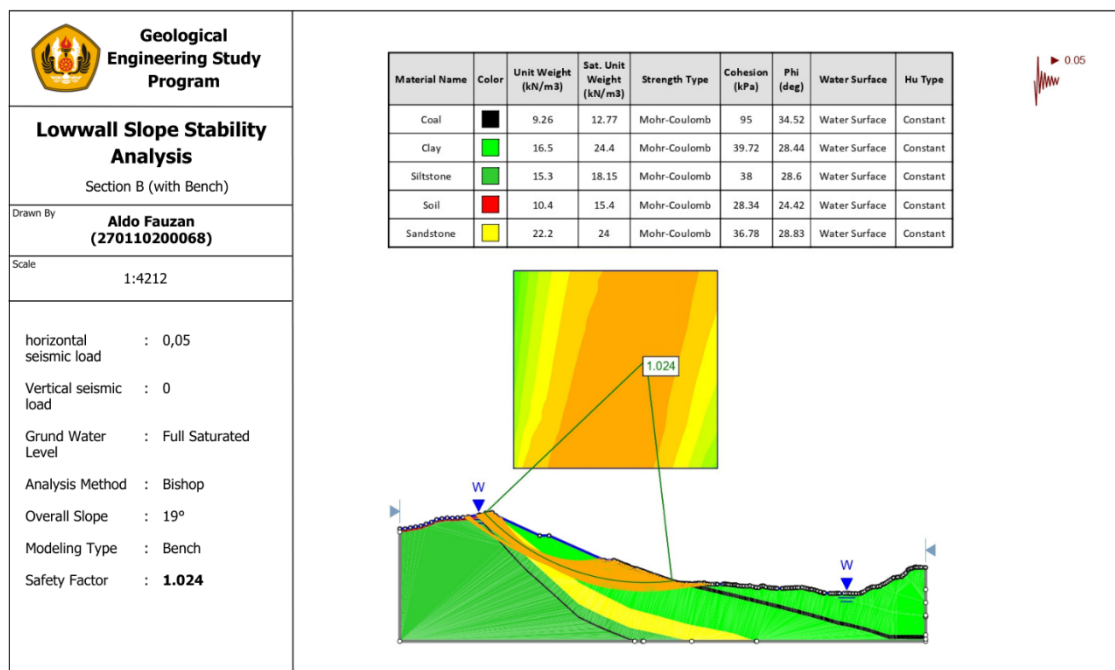 Geological
Engineering Study
Program
Lowwall Slope Stability
Analysis
Section B (with Bench)
Drawn By
Aldo Fauzan
(270110200068)
Scale
1:4212
horizontal seismic load : 0,05
Vertical seismic load : 0
Grund Water Level : Full Saturated
Analysis Method : Bishop
Overall Slope : 19°
Modeling Type : Bench
Safety Factor : 1.024
Material Name Color Unit Weight (kN/m3) Sat. Unit Weight (kN/m3) Strength Type Cohesion (kPa) Phi (deg) Water Surface Hu Type
Coal 9.26 12.77 Mohr-Coulomb 95 34.52 Water Surface Constant
Clay 16.5 24.4 Mohr-Coulomb 39.72 28.44 Water Surface Constant
Siltstone 15.3 18.15 Mohr-Coulomb 38 28.6 Water Surface Constant
Soil 10.4 15.4 Mohr-Coulomb 28.34 24.42 Water Surface Constant
Sandstone 22.2 24 Mohr-Coulomb 36.78 28.83 Water Surface Constant
0.05
1.024
W
W